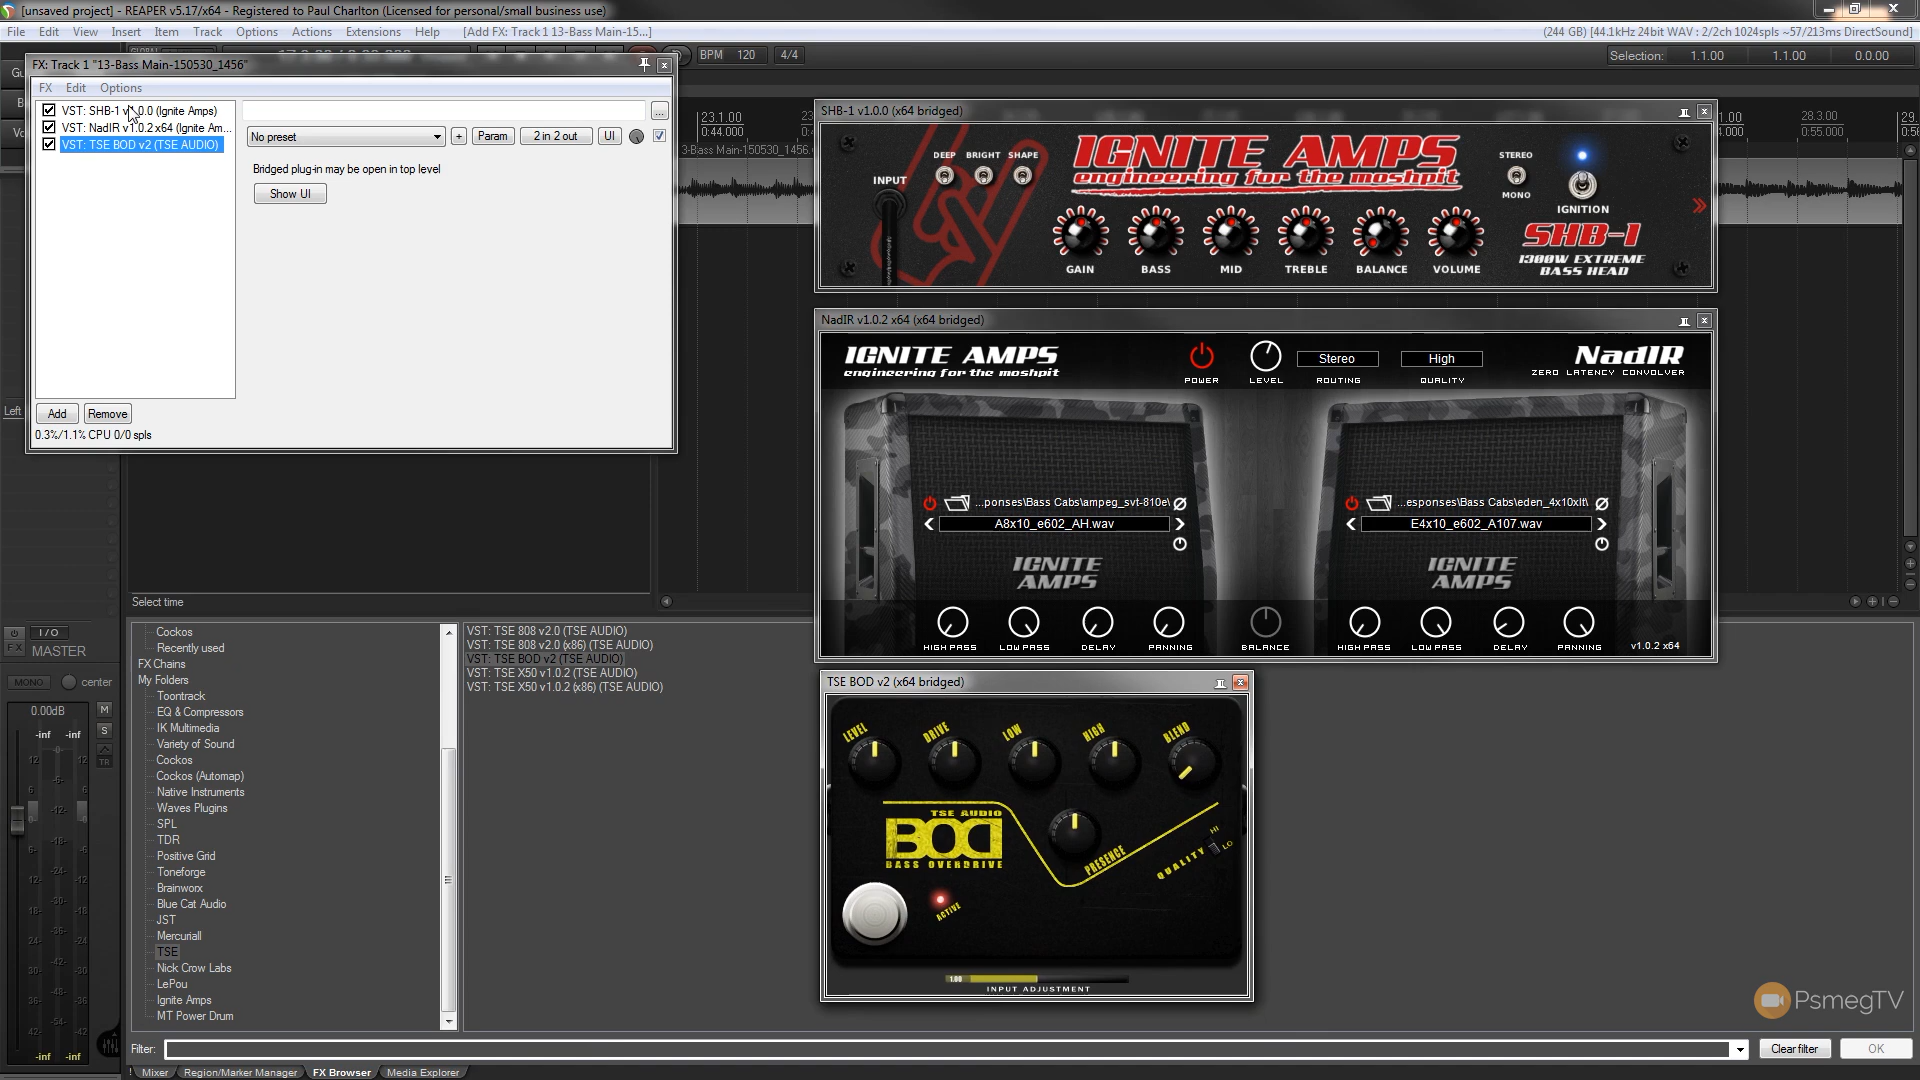 [unsaved project] - REAPER v5.17/x64 - Registered to Paul Charlton (Licensed for personal/small business use)
File Edit View Insert Item Track Options Actions Extensions Help [Add FX: Track 1 13-Bass Main-15...]
(244 GB) [44.1kHz 24bit WAV : 2/2ch 1024spls ~57/213ms DirectSound]
GLOBAL
BPM 120 4/4
Selection: 1.1.00 1.1.00 0.0.00
FX: Track 1 "13-Bass Main-150530_1456"
FX Edit Options
VST: SHB-1 v1.0.0 (Ignite Amps)
VST: NadIR v1.0.2 x64 (Ignite Am...
VST: TSE BOD v2 (TSE AUDIO)
No preset
+
Param
2 in 2 out
UI
Bridged plug-in may be open in top level
Show UI
Add Remove
0.3%/1.1% CPU 0/0 spls
23.1.00
0:44.000
28.3.00
0:55.000
29.
3-Bass Main-150530_1456.
SHB-1 v1.0.0 (x64 bridged)
INPUT
DEEP BRIGHT SHAPE
IGNITE AMPS
engineering for the moshpit
STEREO
MONO
IGNITION
GAIN BASS MID TREBLE BALANCE VOLUME
SHB-1
1300W EXTREME
BASS HEAD
NadIR v1.0.2 x64 (x64 bridged)
IGNITE AMPS
engineering for the moshpit
POWER
LEVEL
Stereo
ROUTING
High
QUALITY
NadIR
ZERO LATENCY CONVOLVER
...ponses\Bass Cabs\ampeg_svt-810e\
A8x10_e602_AH.wav
IGNITE
AMPS
...esponses\Bass Cabs\eden_4x10xlt\
E4x10_e602_A107.wav
IGNITE
AMPS
HIGH PASS LOW PASS DELAY PANNING BALANCE HIGH PASS LOW PASS DELAY PANNING
v1.0.2 x64
TSE BOD v2 (x64 bridged)
LEVEL DRIVE LOW HIGH BLEND
TSE AUDIO
BOD
BASS OVERDRIVE
PRESENCE
QUALITY
HI
LO
ACTIVE
1.00
INPUT ADJUSTMENT
Left
Select time
I/O
FX
MASTER
MONO
center
0.00dB
M
S
TR
-inf -inf
-inf -inf
Cockos
Recently used
FX Chains
My Folders
Toontrack
EQ & Compressors
IK Multimedia
Variety of Sound
Cockos
Cockos (Automap)
Native Instruments
Waves Plugins
SPL
TDR
Positive Grid
Toneforge
Brainworx
Blue Cat Audio
JST
Mercuriall
TSE
Nick Crow Labs
LePou
Ignite Amps
MT Power Drum
VST: TSE 808 v2.0 (TSE AUDIO)
VST: TSE 808 v2.0 (x86) (TSE AUDIO)
VST: TSE BOD v2 (TSE AUDIO)
VST: TSE X50 v1.0.2 (TSE AUDIO)
VST: TSE X50 v1.0.2 (x86) (TSE AUDIO)
PsmegTV
Filter:
Clear filter
OK
! Mixer Region/Marker Manager FX Browser Media Explorer